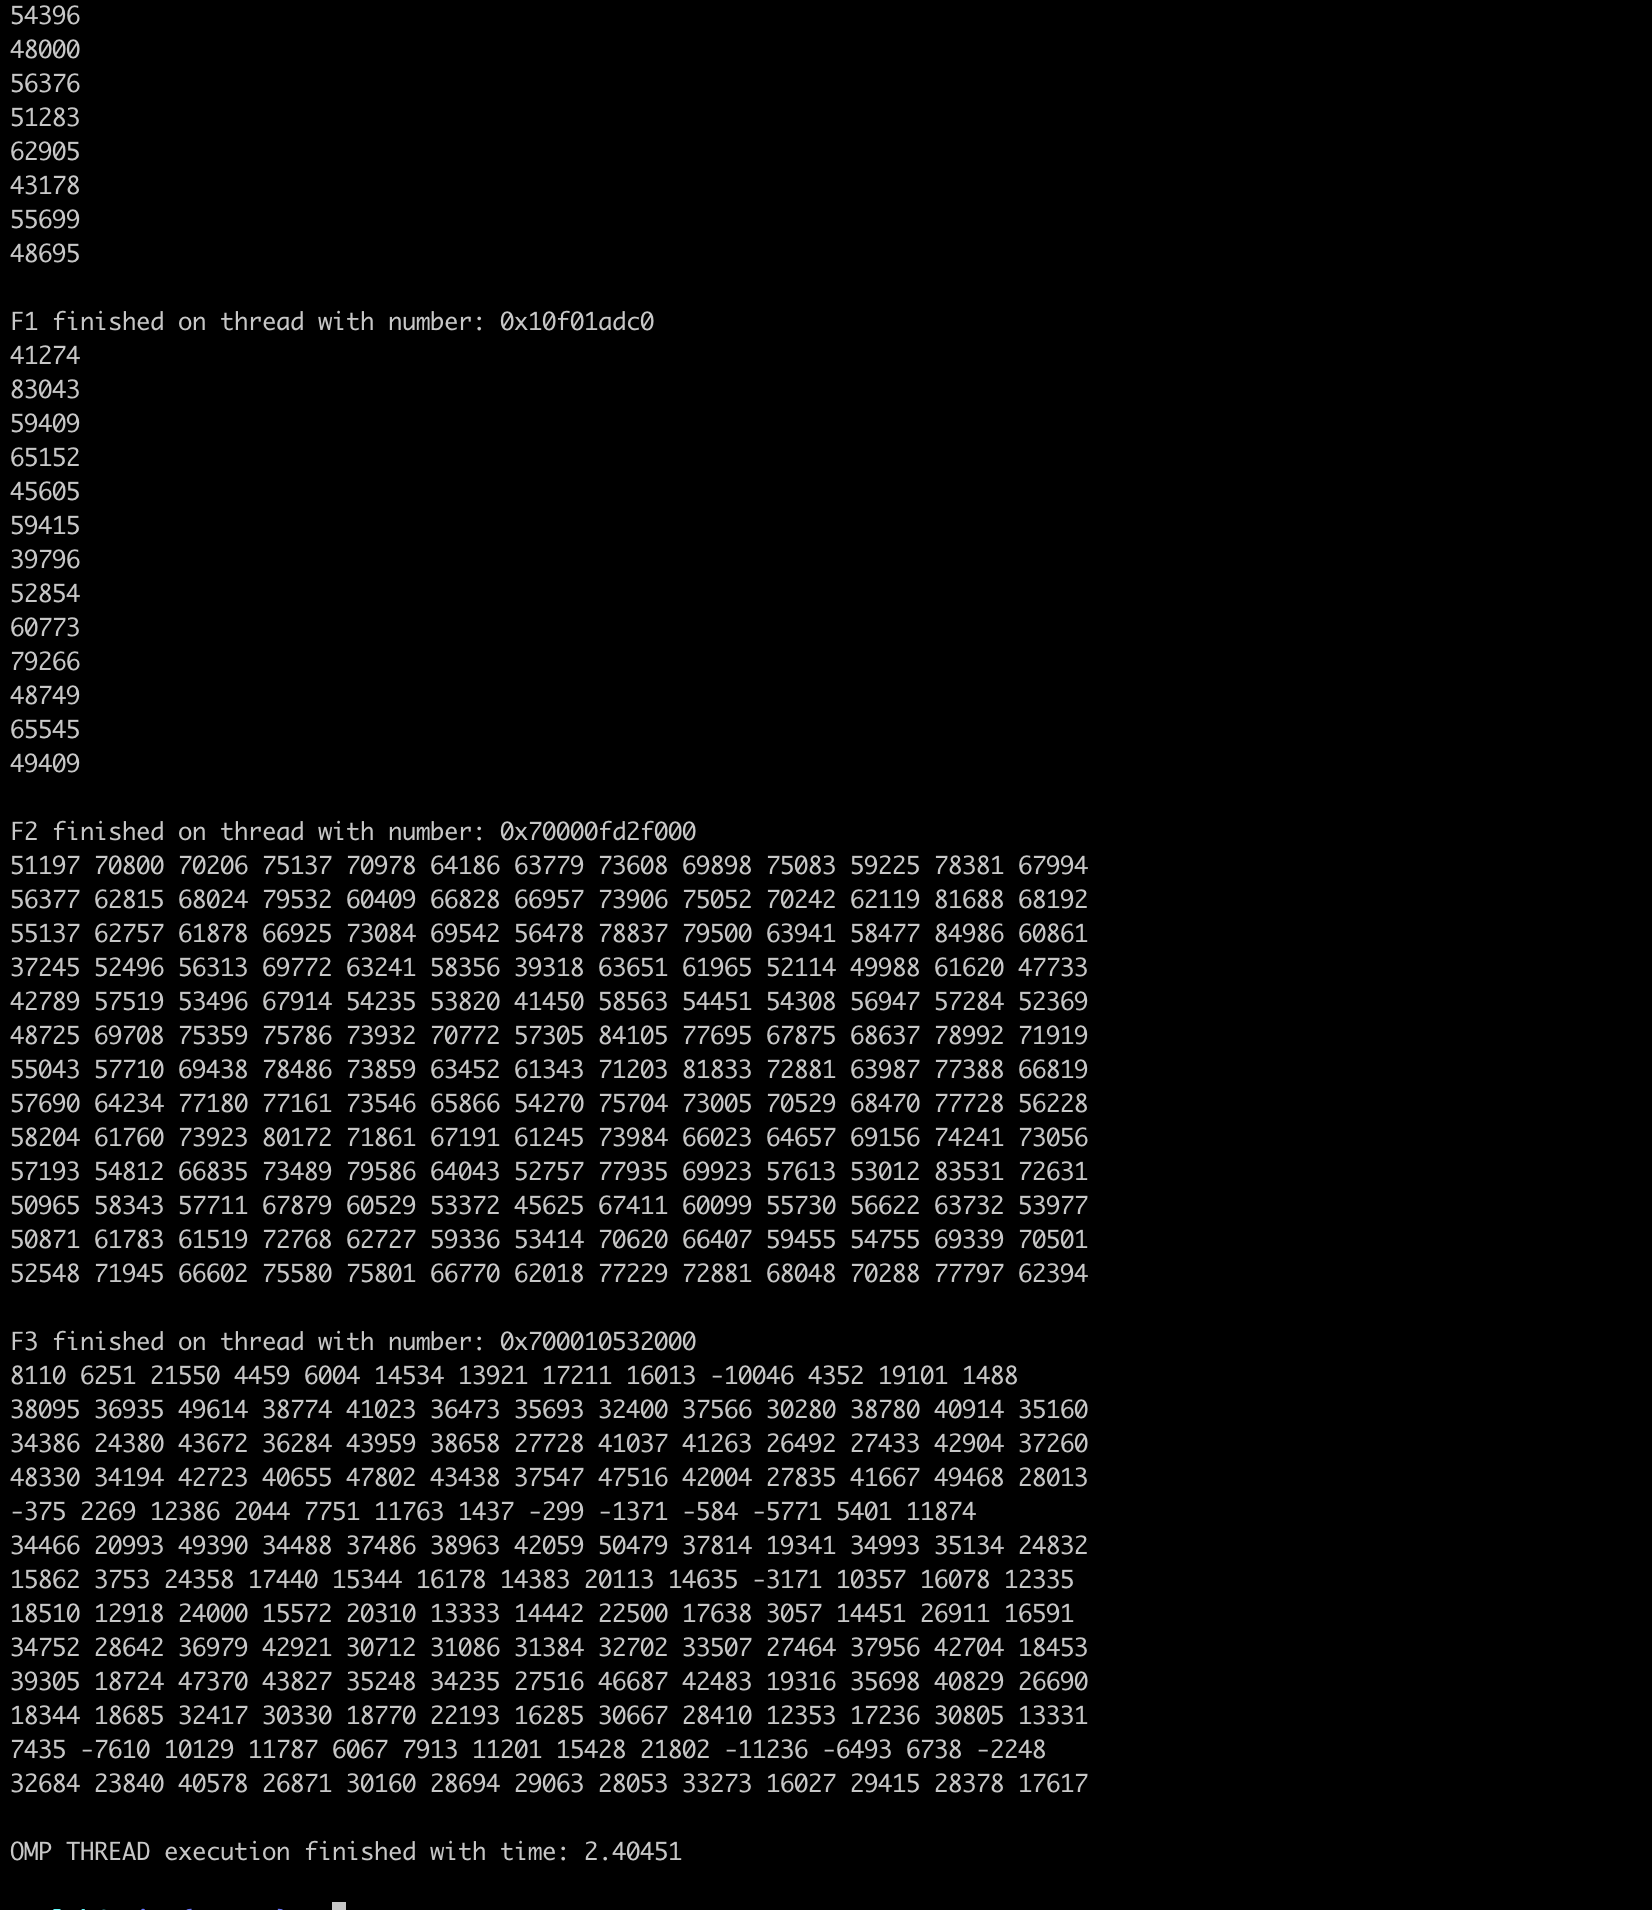 54396
48000
56376
51283
62905
43178
55699
48695
F1 finished on thread with number: 0x10f01adc0
41274
83043
59409
65152
45605
59415
39796
52854
60773
79266
48749
65545
49409
F2 finished on thread with number: 0x70000fd2f000
51197 70800 70206 75137 70978 64186 63779 73608 69898 75083 59225 78381 67994
56377 62815 68024 79532 60409 66828 66957 73906 75052 70242 62119 81688 68192
55137 62757 61878 66925 73084 69542 56478 78837 79500 63941 58477 84986 60861
37245 52496 56313 69772 63241 58356 39318 63651 61965 52114 49988 61620 47733
42789 57519 53496 67914 54235 53820 41450 58563 54451 54308 56947 57284 52369
48725 69708 75359 75786 73932 70772 57305 84105 77695 67875 68637 78992 71919
55043 57710 69438 78486 73859 63452 61343 71203 81833 72881 63987 77388 66819
57690 64234 77180 77161 73546 65866 54270 75704 73005 70529 68470 77728 56228
58204 61760 73923 80172 71861 67191 61245 73984 66023 64657 69156 74241 73056
57193 54812 66835 73489 79586 64043 52757 77935 69923 57613 53012 83531 72631
50965 58343 57711 67879 60529 53372 45625 67411 60099 55730 56622 63732 53977
50871 61783 61519 72768 62727 59336 53414 70620 66407 59455 54755 69339 70501
52548 71945 66602 75580 75801 66770 62018 77229 72881 68048 70288 77797 62394
F3 finished on thread with number: 0x700010532000
8110 6251 21550 4459 6004 14534 13921 17211 16013 -10046 4352 19101 1488
38095 36935 49614 38774 41023 36473 35693 32400 37566 30280 38780 40914 35160
34386 24380 43672 36284 43959 38658 27728 41037 41263 26492 27433 42904 37260
48330 34194 42723 40655 47802 43438 37547 47516 42004 27835 41667 49468 28013
-375 2269 12386 2044 7751 11763 1437 -299 -1371 -584 -5771 5401 11874
34466 20993 49390 34488 37486 38963 42059 50479 37814 19341 34993 35134 24832
15862 3753 24358 17440 15344 16178 14383 20113 14635 -3171 10357 16078 12335
18510 12918 24000 15572 20310 13333 14442 22500 17638 3057 14451 26911 16591
34752 28642 36979 42921 30712 31086 31384 32702 33507 27464 37956 42704 18453
39305 18724 47370 43827 35248 34235 27516 46687 42483 19316 35698 40829 26690
18344 18685 32417 30330 18770 22193 16285 30667 28410 12353 17236 30805 13331
7435 -7610 10129 11787 6067 7913 11201 15428 21802 -11236 -6493 6738 -2248
32684 23840 40578 26871 30160 28694 29063 28053 33273 16027 29415 28378 17617
OMP THREAD execution finished with time: 2.40451